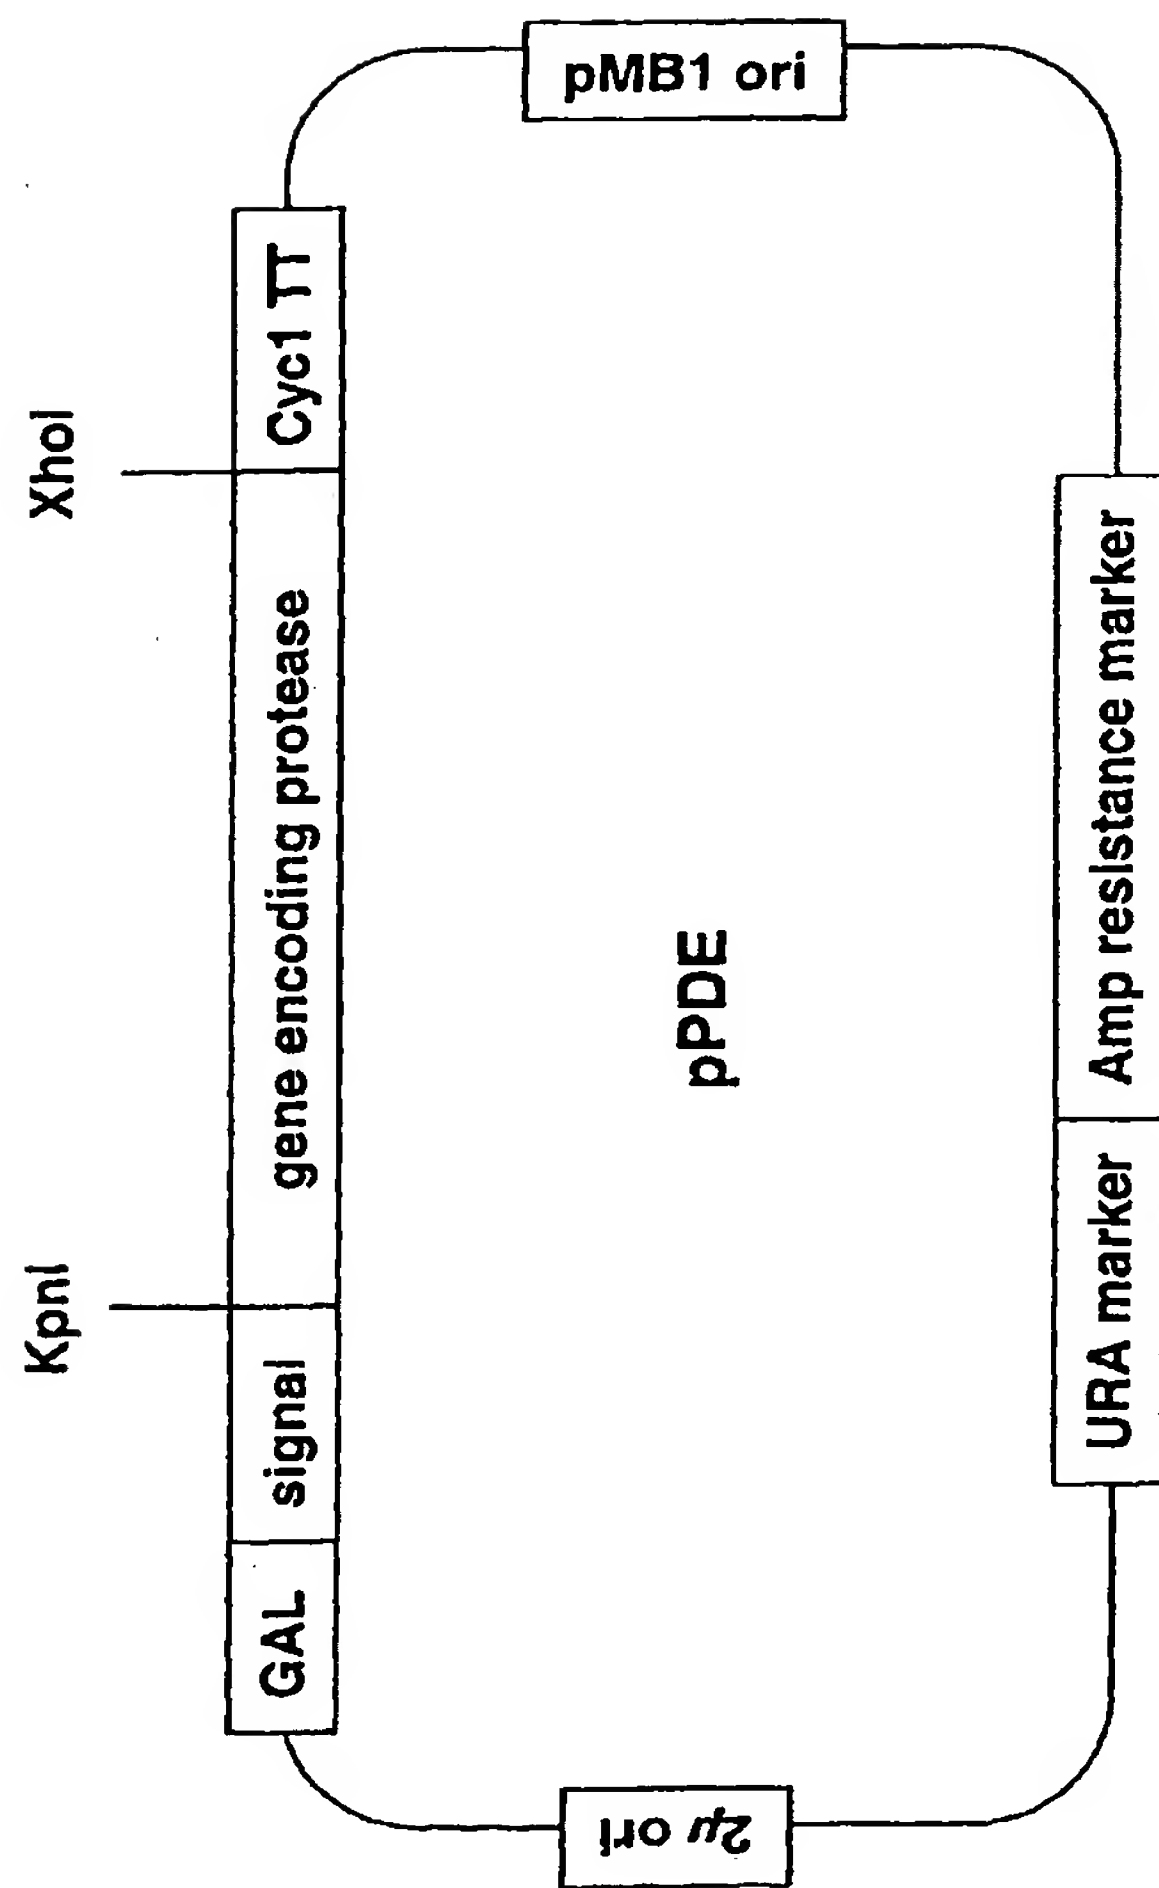 KpnI
XhoI
GAL
signal
gene encoding protease
Cyc1 TT
pMB1 ori
pPDE
2μ ori
URA marker
Amp resistance marker